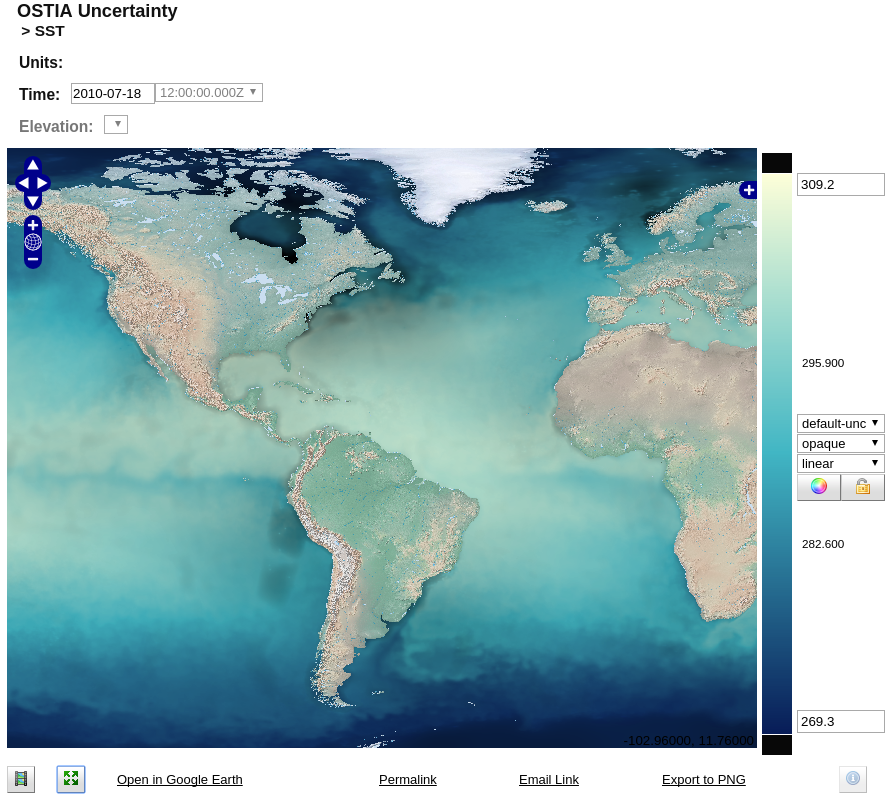 OSTIA Uncertainty
> SST
Units:
Time: 2010-07-18 12:00:00.000Z
Elevation:
309.2
295.900
default-unc
opaque
linear
282.600
269.3
-102.96000, 11.76000
Open in Google Earth Permalink Email Link Export to PNG